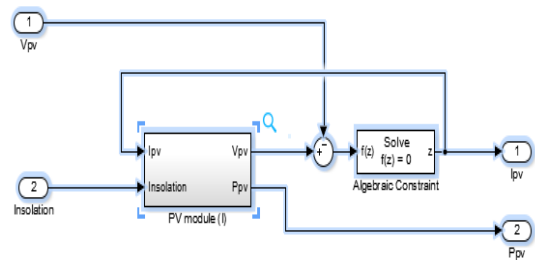 1
Vpv
Ipv
Vpv
Insolation
Ppv
PV module (I)
2
Insolation
+
−
f(z)
Solve
f(z) = 0
z
Algebraic Constraint
1
Ipv
2
Ppv